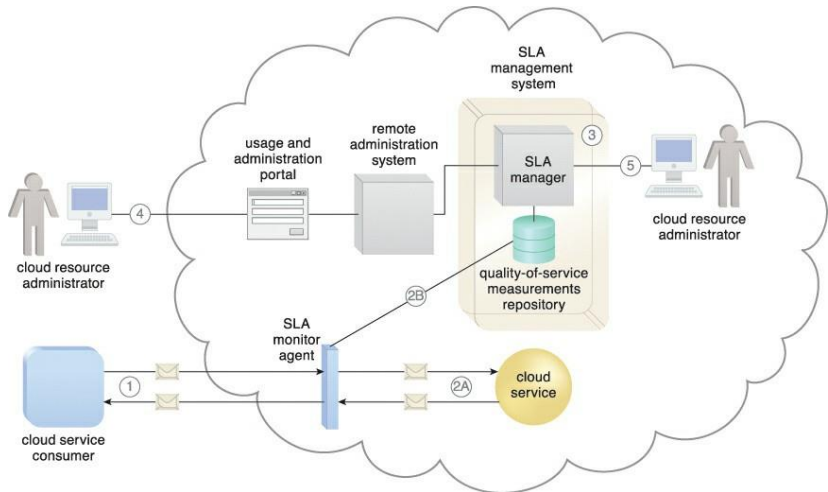 SLA
management
system
usage and
administration
portal
remote
administration
system
3
SLA
manager
4
5
cloud resource
administrator
cloud resource
administrator
quality-of-service
measurements
repository
2B
SLA
monitor
agent
1
2A
cloud
service
cloud service
consumer